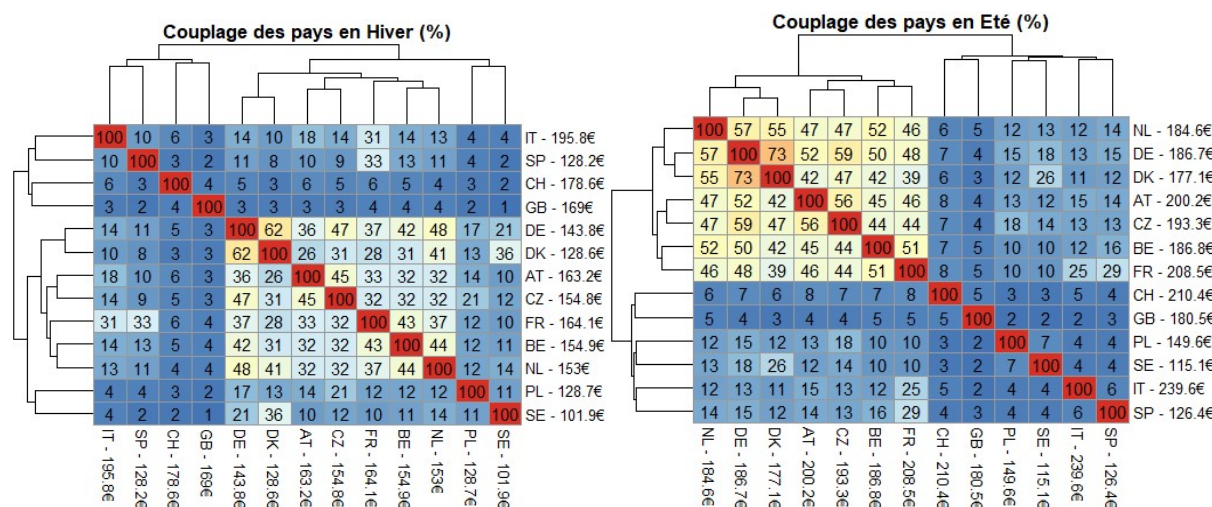 Couplage des pays en Hiver (%)
100 10 6 3 14 10 18 14 31 14 13 4 4 IT - 195.8€
10 100 3 2 11 8 10 9 33 13 11 4 2 SP - 128.2€
6 3 100 4 5 3 6 5 6 5 4 3 2 CH - 178.6€
3 2 4 100 3 3 3 3 4 4 4 2 1 GB - 169€
14 11 5 3 100 62 36 47 37 42 48 17 21 DE - 143.8€
10 8 3 3 62 100 26 31 28 31 41 13 36 DK - 128.6€
18 10 6 3 36 26 100 45 33 32 32 14 10 AT - 163.2€
14 9 5 3 47 31 45 100 32 32 32 21 12 CZ - 154.8€
31 33 6 4 37 28 33 32 100 43 37 12 10 FR - 164.1€
14 13 5 4 42 31 32 32 43 100 44 12 11 BE - 154.9€
13 11 4 4 48 41 32 32 37 44 100 12 14 NL - 153€
4 4 3 2 17 13 14 21 12 12 12 100 11 PL - 128.7€
4 2 2 1 21 36 10 12 10 11 14 11 100 SE - 101.9€
IT - 195.8€
SP - 128.2€
CH - 178.6€
GB - 169€
DE - 143.8€
DK - 128.6€
AT - 163.2€
CZ - 154.8€
FR - 164.1€
BE - 154.9€
NL - 153€
PL - 128.7€
SE - 101.9€
Couplage des pays en Eté (%)
100 57 55 47 47 52 46 6 5 12 13 12 14 NL - 184.6€
57 100 73 52 59 50 48 7 4 15 18 13 15 DE - 186.7€
55 73 100 42 47 42 39 6 3 12 26 11 12 DK - 177.1€
47 52 42 100 56 45 46 8 4 13 12 15 14 AT - 200.2€
47 59 47 56 100 44 44 7 4 18 14 13 13 CZ - 193.3€
52 50 42 45 44 100 51 7 5 10 10 12 16 BE - 186.8€
46 48 39 46 44 51 100 8 5 10 10 25 29 FR - 208.5€
6 7 6 8 7 7 8 100 5 3 3 5 4 CH - 210.4€
5 4 3 4 4 5 5 5 100 2 2 2 3 GB - 180.5€
12 15 12 13 18 10 10 3 2 100 7 4 4 PL - 149.6€
13 18 26 12 14 10 10 3 2 7 100 4 4 SE - 115.1€
12 13 11 15 13 12 25 5 2 4 4 100 6 IT - 239.6€
14 15 12 14 13 16 29 4 3 4 4 6 100 SP - 126.4€
NL - 184.6€
DE - 186.7€
DK - 177.1€
AT - 200.2€
CZ - 193.3€
BE - 186.8€
FR - 208.5€
CH - 210.4€
GB - 180.5€
PL - 149.6€
SE - 115.1€
IT - 239.6€
SP - 126.4€